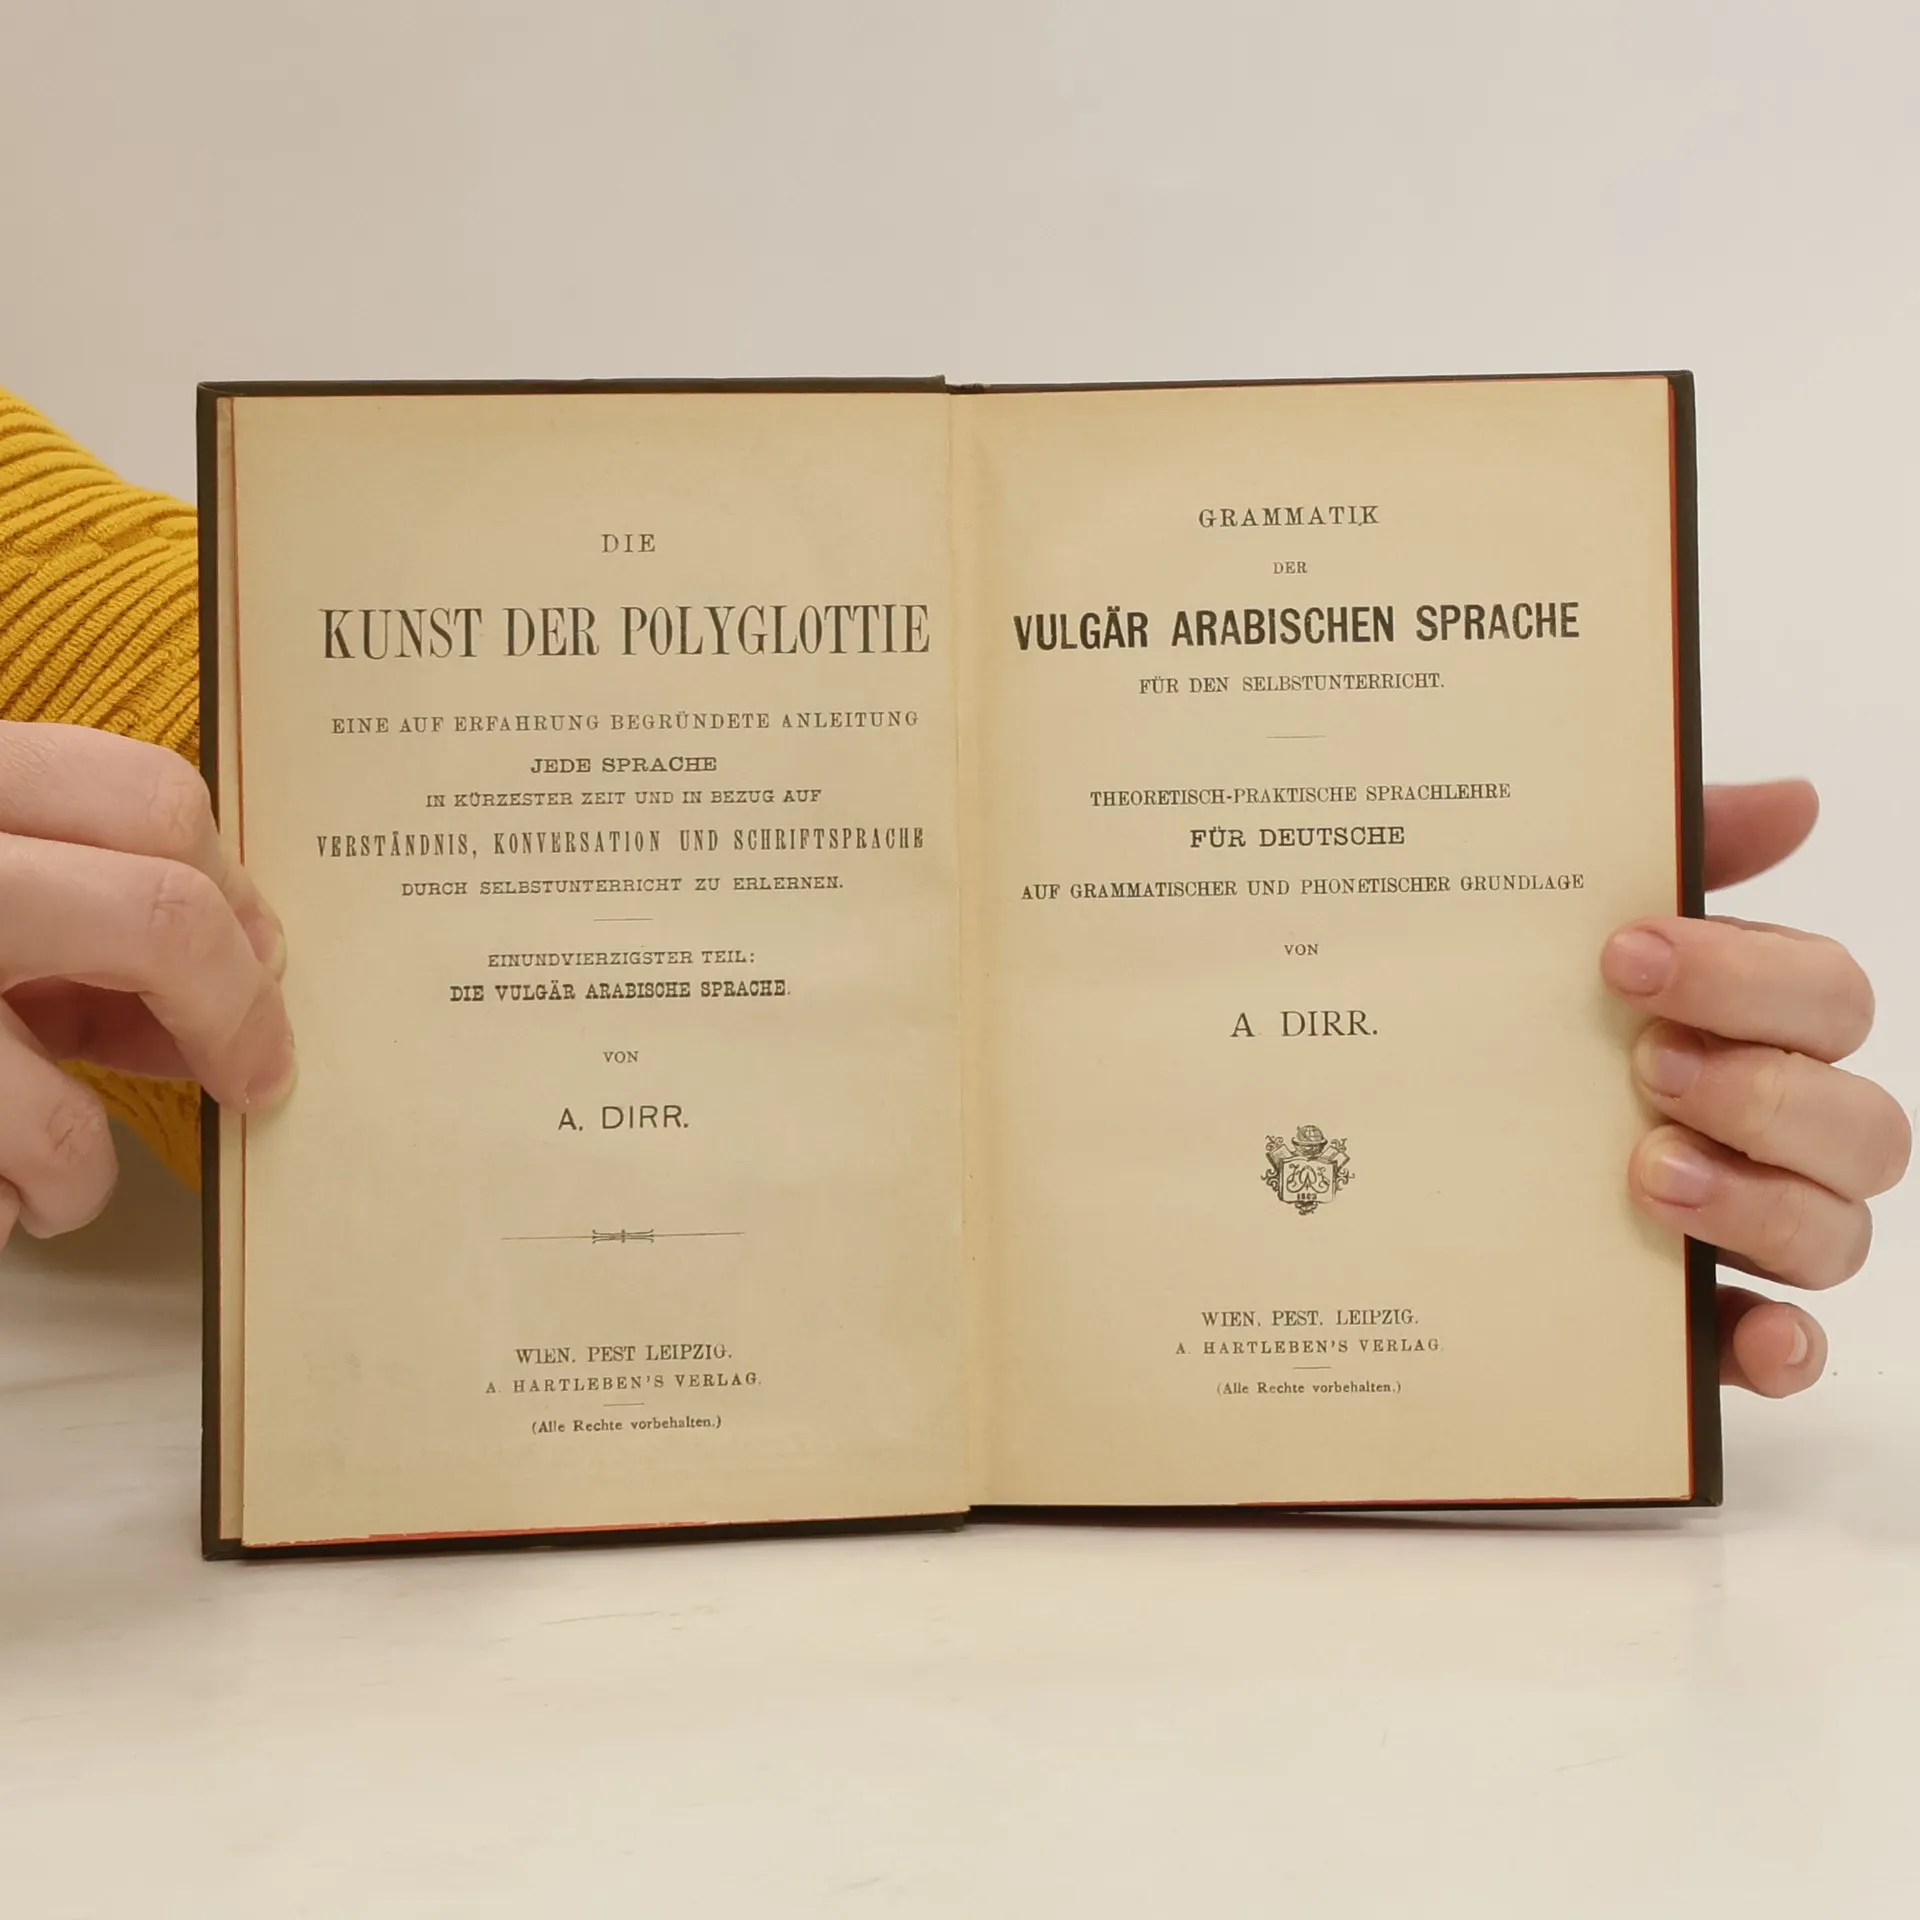 DIE
KUNST DER POLYGLOTTIE
EINE AUF ERFAHRUNG BEGRÜNDETE ANLEITUNG
JEDE SPRACHE
IN KÜRZESTER ZEIT UND IN BEZUG AUF
VERSTÄNDNIS, KONVERSATION UND SCHRIFTSPRACHE
DURCH SELBSTUNTERRICHT ZU ERLERNEN.
EINUNDVIERZIGSTER TEIL:
DIE VULGÄR ARABISCHE SPRACHE.
VON
A. DIRR.
WIEN. PEST LEIPZIG.
A. HARTLEBEN'S VERLAG.
(Alle Rechte vorbehalten.)
GRAMMATIK
DER
VULGÄR ARABISCHEN SPRACHE
FÜR DEN SELBSTUNTERRICHT.
THEORETISCH-PRAKTISCHE SPRACHLEHRE
FÜR DEUTSCHE
AUF GRAMMATISCHER UND PHONETISCHER GRUNDLAGE
VON
A DIRR.
1803
WIEN. PEST. LEIPZIG.
A. HARTLEBEN'S VERLAG.
(Alle Rechte vorbehalten.)